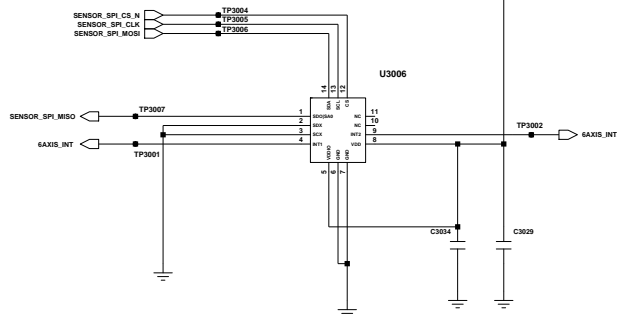 SENSOR_SPI_CS_N
TP3004
SENSOR_SPI_CLK
TP3005
SENSOR_SPI_MOSI
TP3006
U3006
14
13
12
SDA
SCL
CS
SENSOR_SPI_MISO
TP3007
1
SDO|SA0
NC
11
2
SDX
NC
10
3
SCX
INT2
9
TP3002
6AXIS_INT
6AXIS_INT
TP3001
4
INT1
VDD
8
VDDIO
GND
GND
5
6
7
C3034
C3029